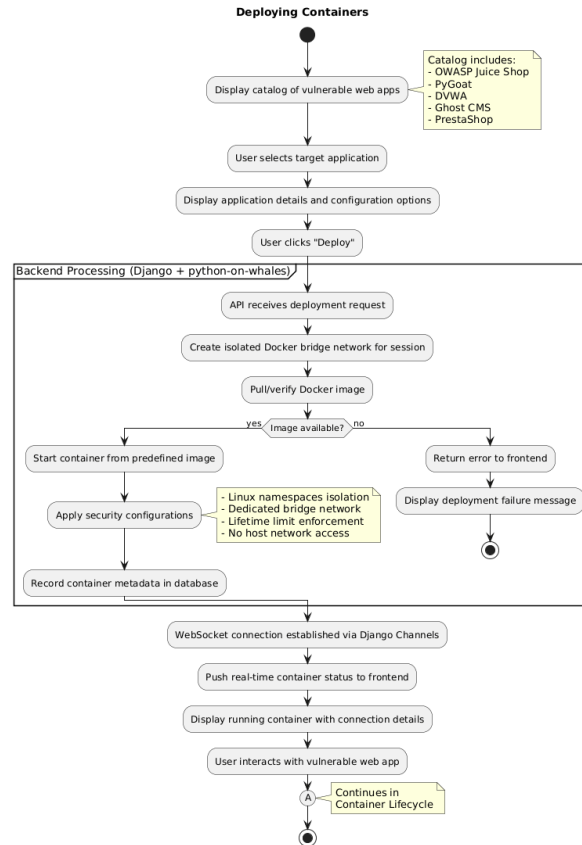 Deploying Containers
Display catalog of vulnerable web apps
Catalog includes:
- OWASP Juice Shop
- PyGoat
- DVWA
- Ghost CMS
- PrestaShop
User selects target application
Display application details and configuration options
User clicks "Deploy"
Backend Processing (Django + python-on-whales)
API receives deployment request
Create isolated Docker bridge network for session
Pull/verify Docker image
yes
Image available?
no
Start container from predefined image
Return error to frontend
Apply security configurations
- Linux namespaces isolation
- Dedicated bridge network
- Lifetime limit enforcement
- No host network access
Display deployment failure message
Record container metadata in database
WebSocket connection established via Django Channels
Push real-time container status to frontend
Display running container with connection details
User interacts with vulnerable web app
A
Continues in
Container Lifecycle